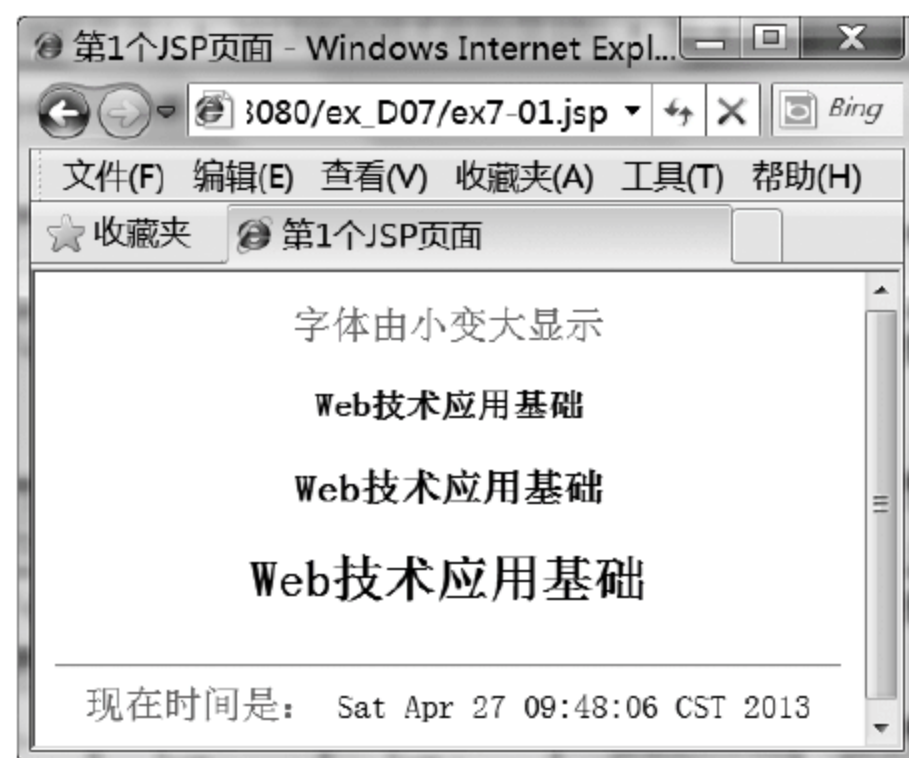 第1个JSP页面 - Windows Internet Expl...
:8080/ex_D07/ex7-01.jsp Bing
文件(F) 编辑(E) 查看(V) 收藏夹(A) 工具(T) 帮助(H)
收藏夹 第1个JSP页面
字体由小变大显示
Web技术应用基础
Web技术应用基础
Web技术应用基础
现在时间是： Sat Apr 27 09:48:06 CST 2013